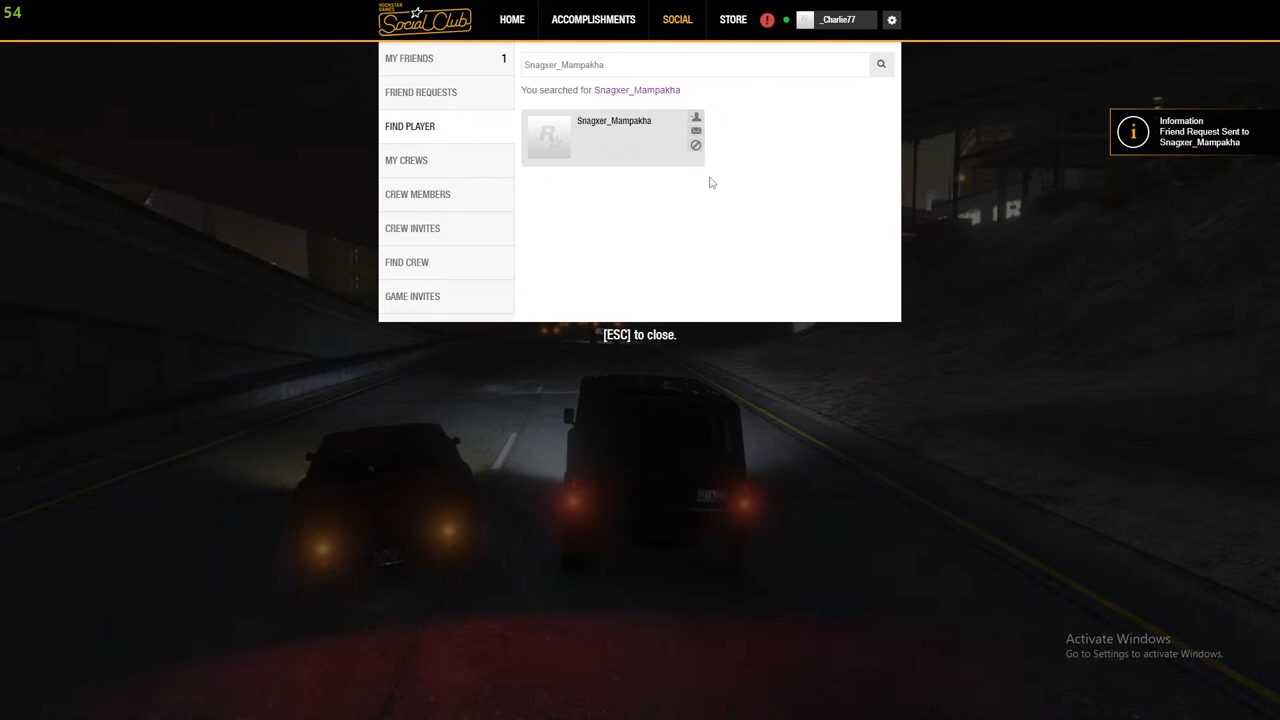 54
ROCKSTAR GAMES
Social Club
HOME
ACCOMPLISHMENTS
SOCIAL
STORE
_Charlie77
MY FRIENDS 1
Snagxer_Mampakha
FRIEND REQUESTS
You searched for Snagxer_Mampakha
FIND PLAYER
Snagxer_Mampakha
Information
Friend Request Sent to
Snagxer_Mampakha
MY CREWS
CREW MEMBERS
CREW INVITES
FIND CREW
GAME INVITES
[ESC] to close.
Activate Windows
Go to Settings to activate Windows.